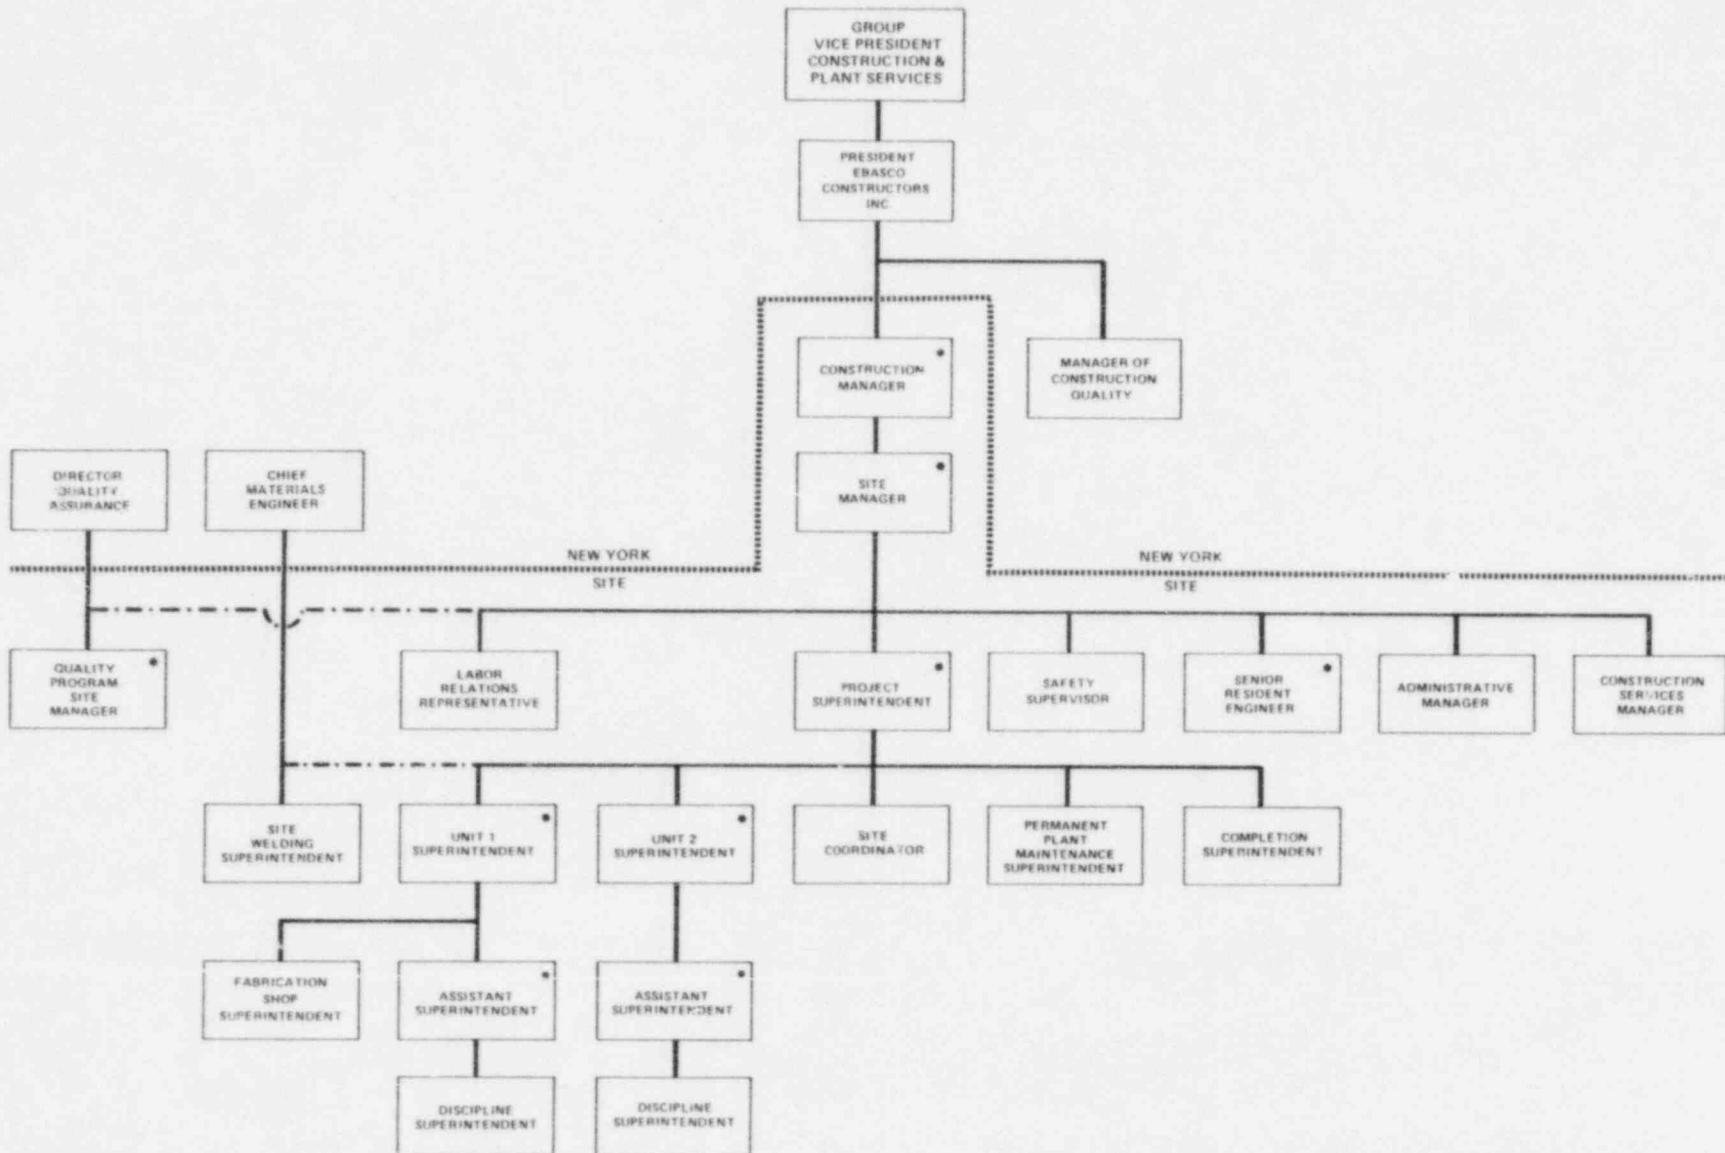 GROUP
VICE PRESIDENT
CONSTRUCTION &
PLANT SERVICES
PRESIDENT
EBASCO
CONSTRUCTORS
INC
CONSTRUCTION
MANAGER
MANAGER OF
CONSTRUCTION
QUALITY
DIRECTOR
QUALITY
ASSURANCE
CHIEF
MATERIALS
ENGINEER
SITE
MANAGER
NEW YORK
SITE
NEW YORK
SITE
QUALITY
PROGRAM
SITE
MANAGER
LABOR
RELATIONS
REPRESENTATIVE
PROJECT
SUPERINTENDENT
SAFETY
SUPERVISOR
SENIOR
RESIDENT
ENGINEER
ADMINISTRATIVE
MANAGER
CONSTRUCTION
SERVICES
MANAGER
SITE
WELDING
SUPERINTENDENT
UNIT 1
SUPERINTENDENT
UNIT 2
SUPERINTENDENT
SITE
COORDINATOR
PERMANENT
PLANT
MAINTENANCE
SUPERINTENDENT
COMPLETION
SUPERINTENDENT
FABRICATION
SHOP
SUPERINTENDENT
ASSISTANT
SUPERINTENDENT
ASSISTANT
SUPERINTENDENT
DISCIPLINE
SUPERINTENDENT
DISCIPLINE
SUPERINTENDENT